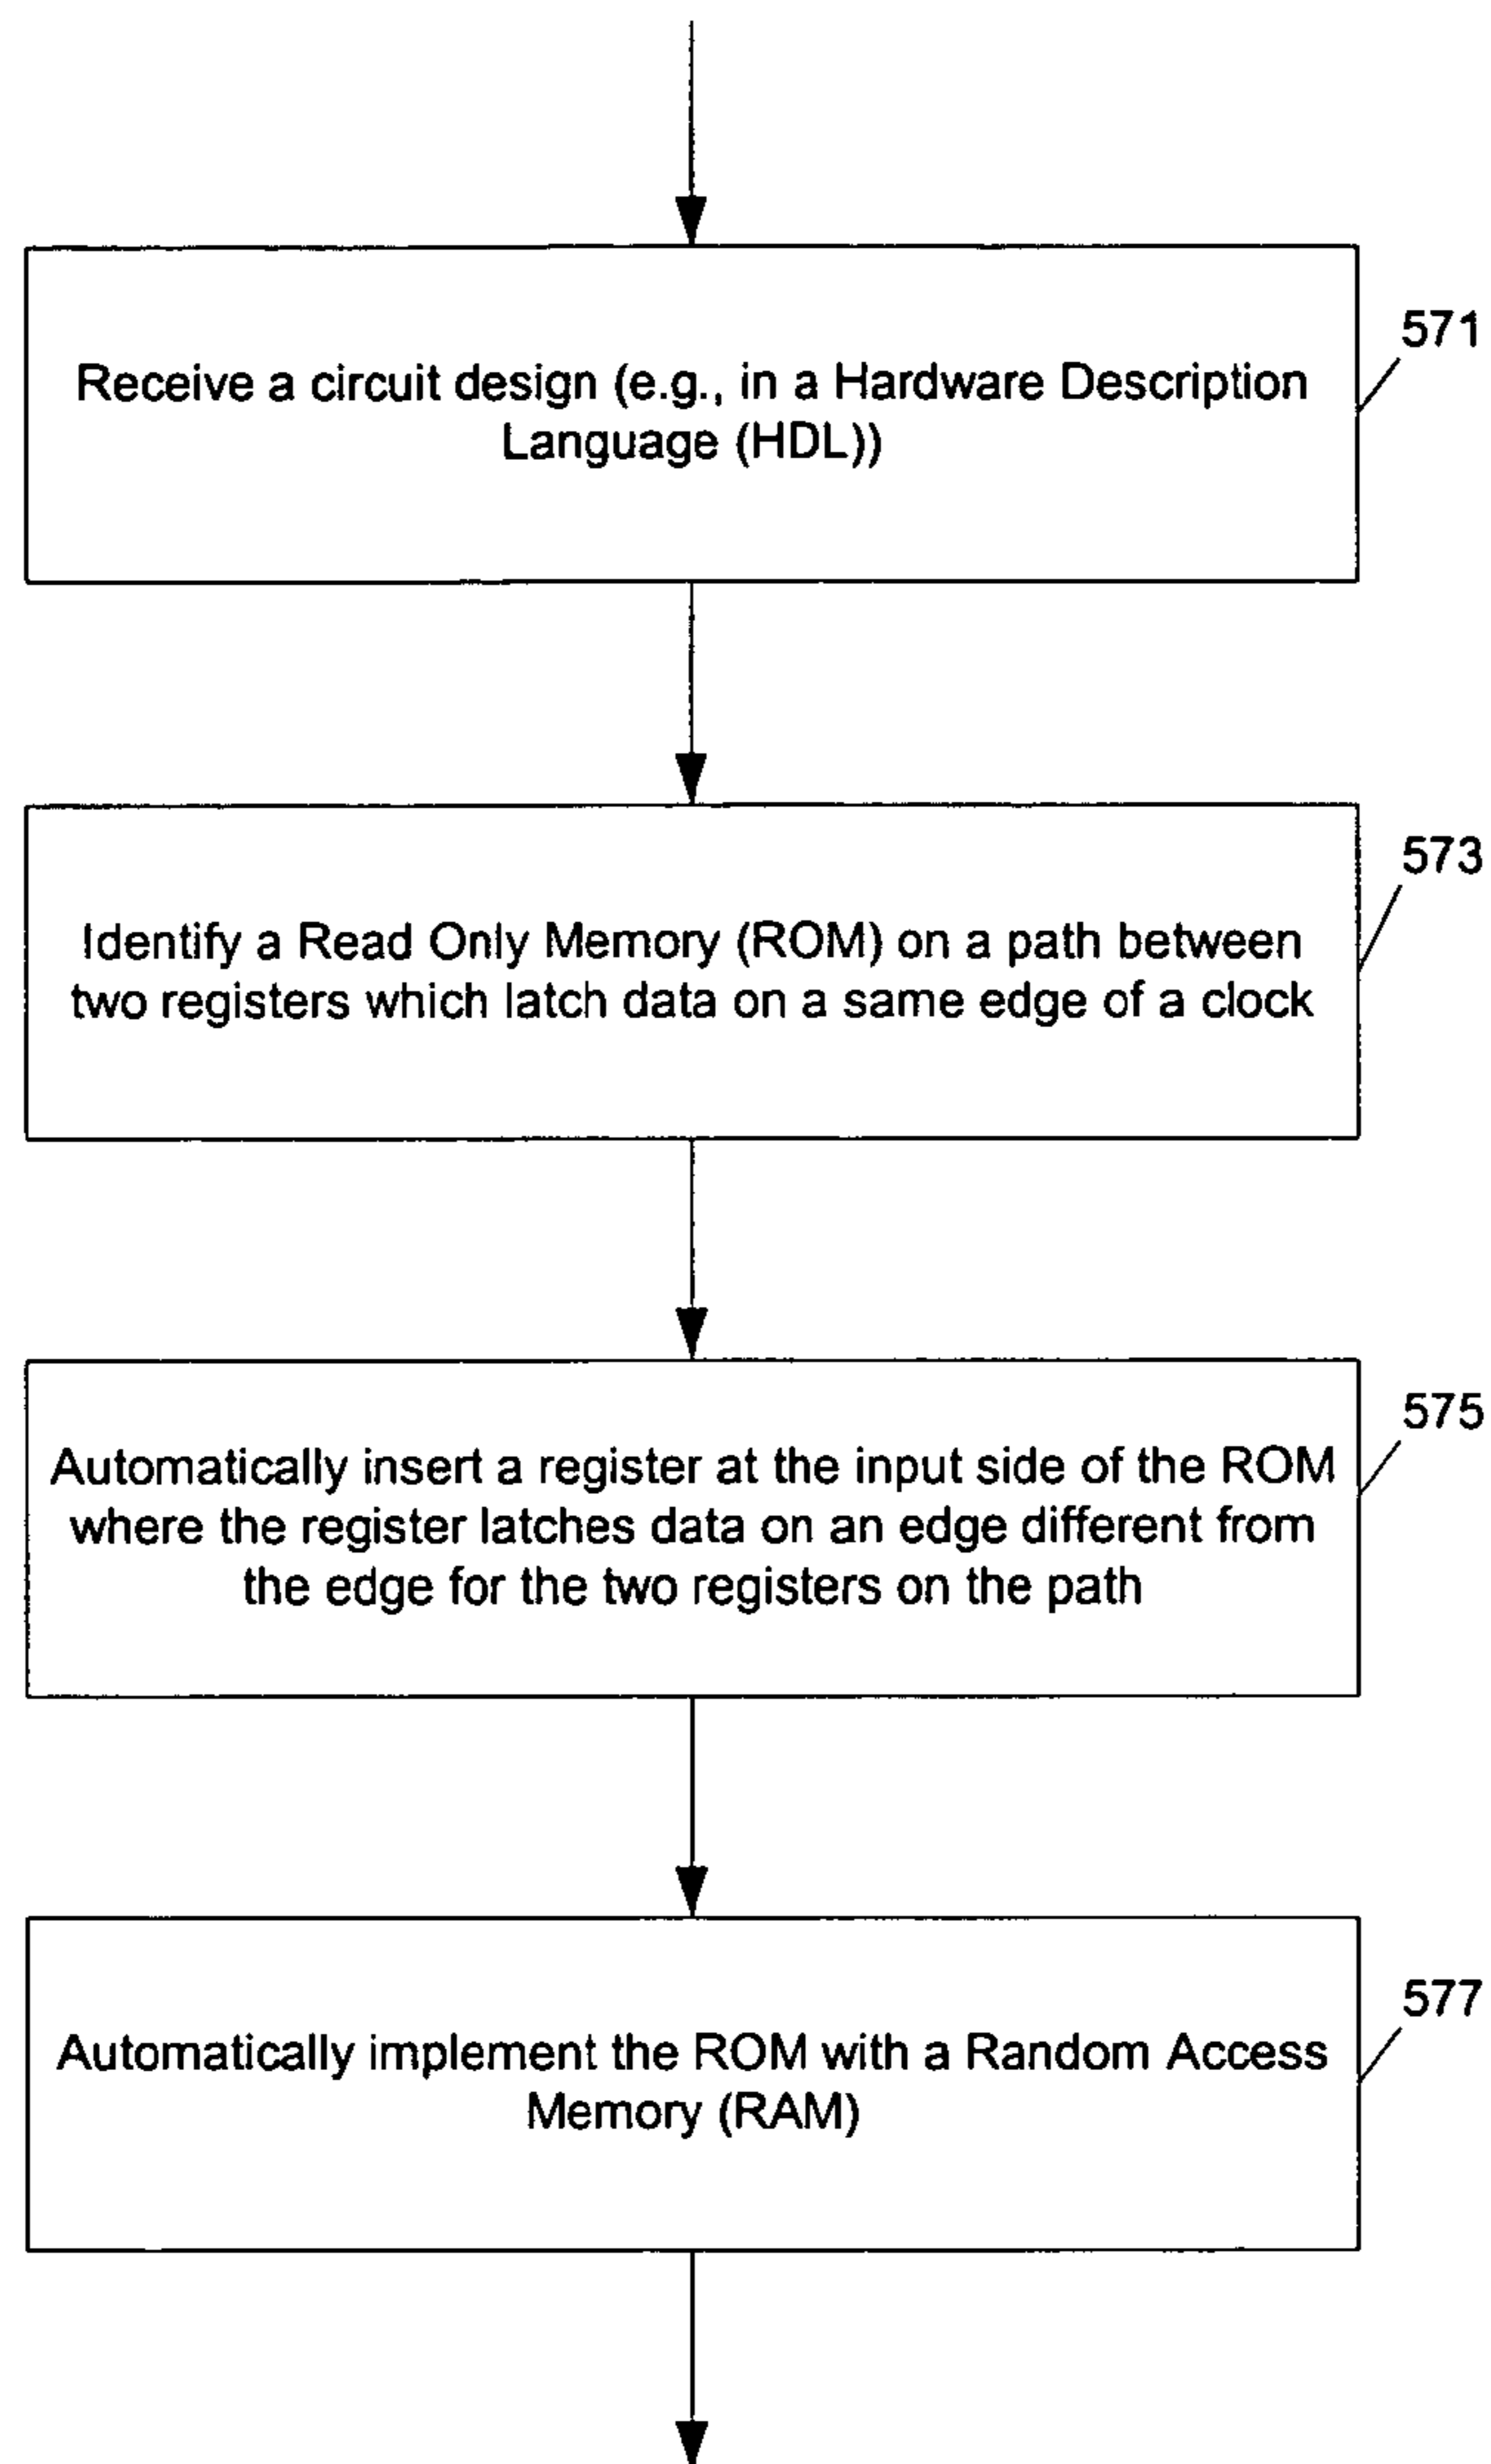 571
Receive a circuit design (e.g., in a Hardware Description
Language (HDL))
573
Identify a Read Only Memory (ROM) on a path between
two registers which latch data on a same edge of a clock
575
Automatically insert a register at the input side of the ROM
where the register latches data on an edge different from
the edge for the two registers on the path
577
Automatically implement the ROM with a Random Access
Memory (RAM)